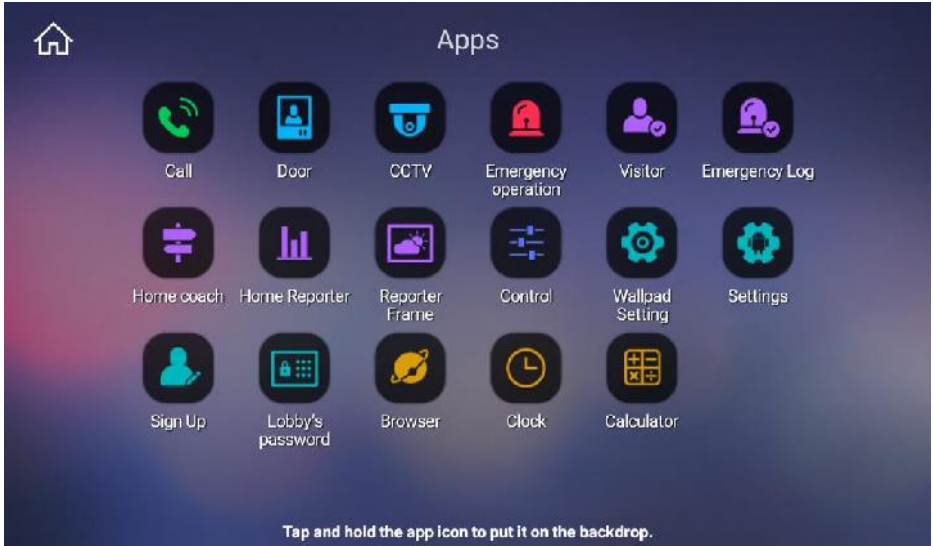 Apps
Call
Door
CCTV
Emergency
operation
Visitor
Emergency Log
Home coach
Home Reporter
Reporter
Frame
Control
Wallpad
Setting
Settings
Sign Up
Lobby's
password
Browser
Clock
Calculator
Tap and hold the app icon to put it on the backdrop.